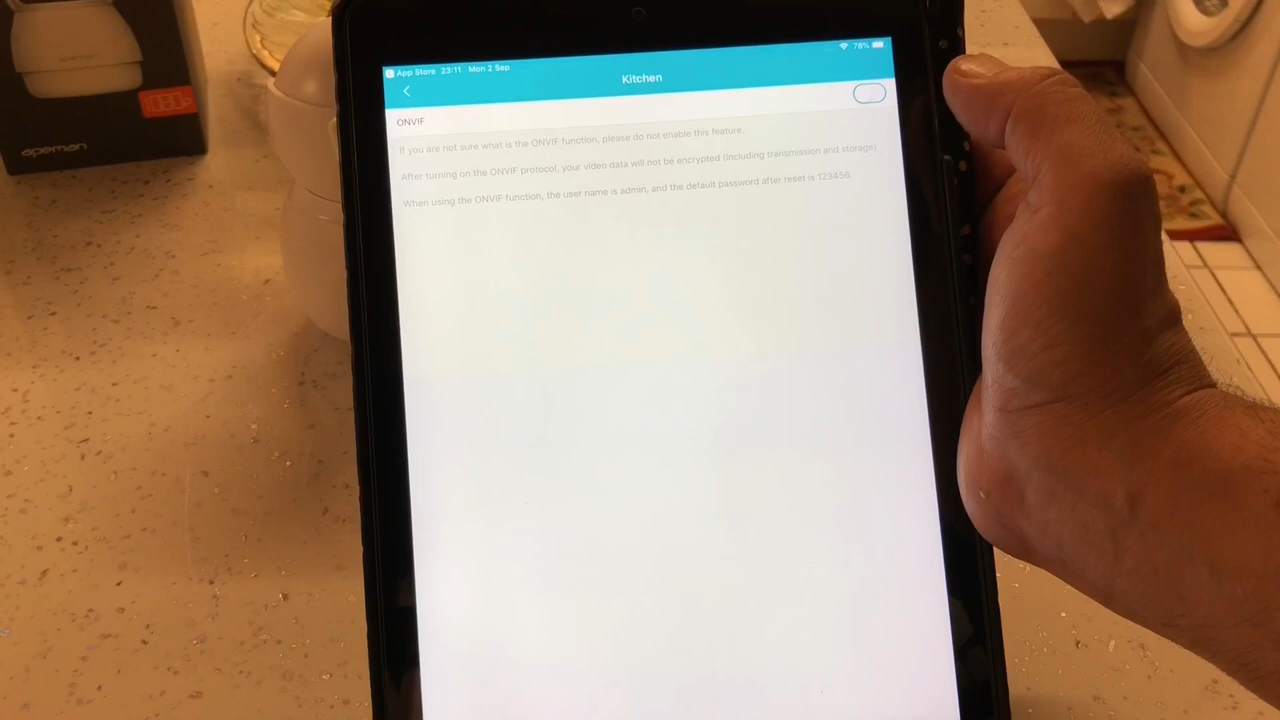 App Store 23:11 Mon 2 Sep
78%
Kitchen
ONVIF
If you are not sure what is the ONVIF function, please do not enable this feature.
After turning on the ONVIF protocol, your video data will not be encrypted (including transmission and storage)
When using the ONVIF function, the user name is admin, and the default password after reset is 123456.
1080P
apeman